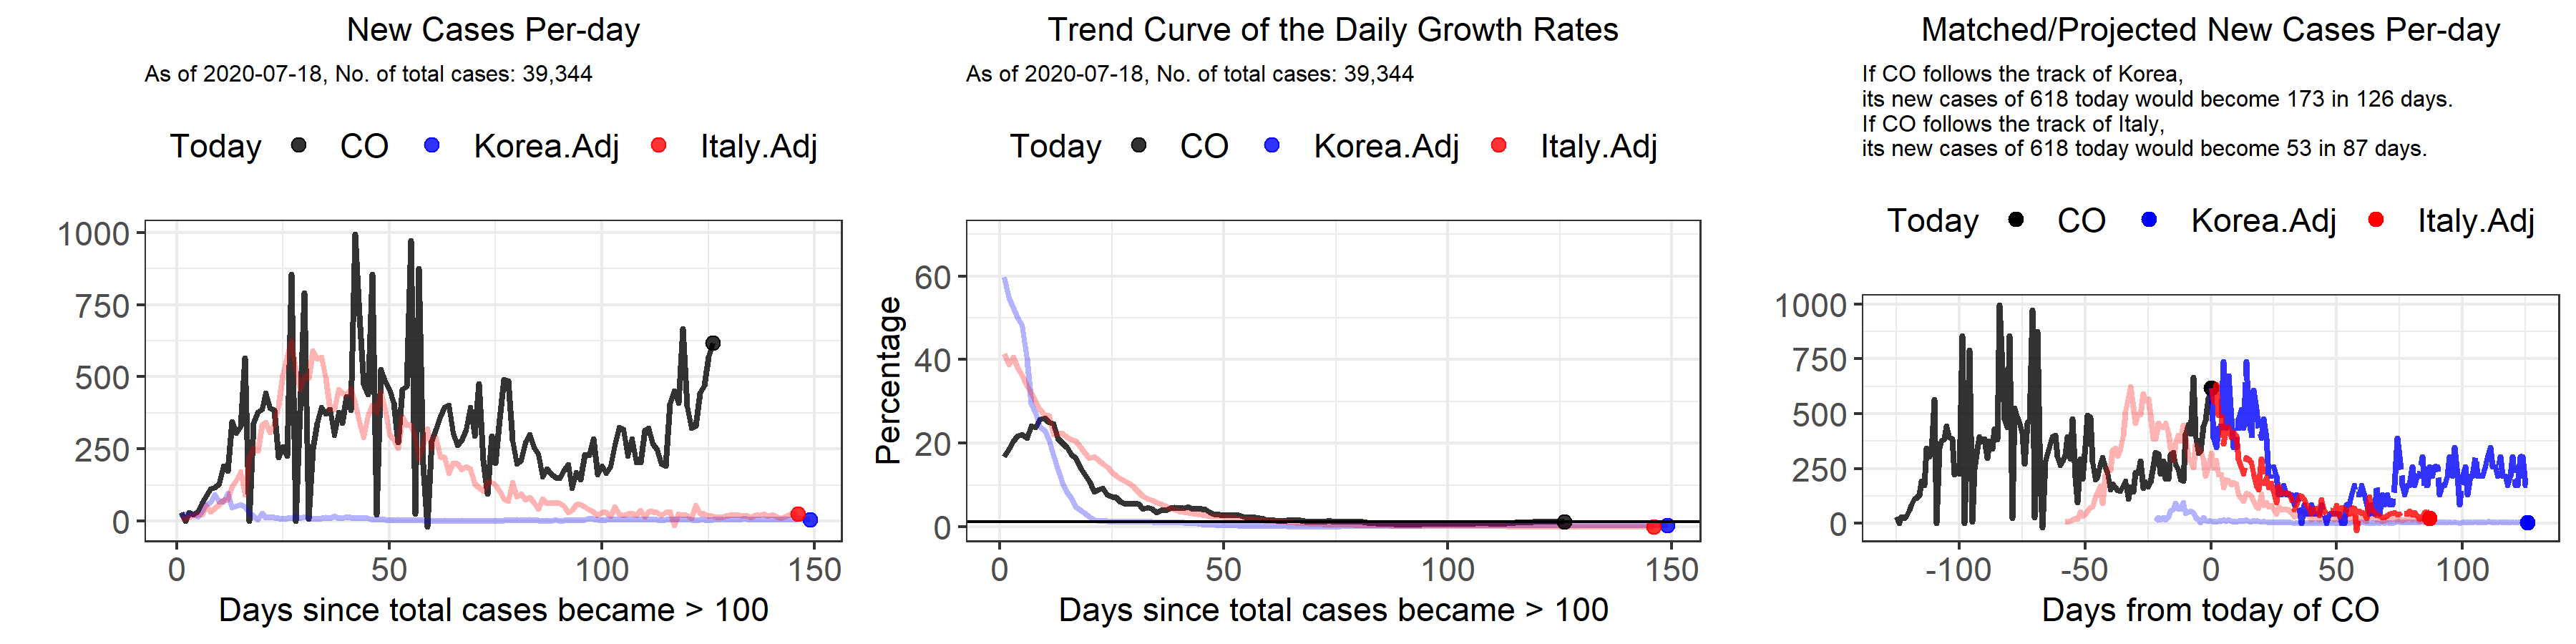 New Cases Per-day
As of 2020-07-18, No. of total cases: 39,344
Today CO Korea.Adj Italy.Adj
1000
750
500
250
0
0 50 100 150
Days since total cases became > 100
Trend Curve of the Daily Growth Rates
As of 2020-07-18, No. of total cases: 39,344
Today CO Korea.Adj Italy.Adj
Percentage
60
40
20
0
0 50 100 150
Days since total cases became > 100
Matched/Projected New Cases Per-day
If CO follows the track of Korea,
its new cases of 618 today would become 173 in 126 days.
If CO follows the track of Italy,
its new cases of 618 today would become 53 in 87 days.
Today CO Korea.Adj Italy.Adj
1000
750
500
250
0
-100 -50 0 50 100
Days from today of CO